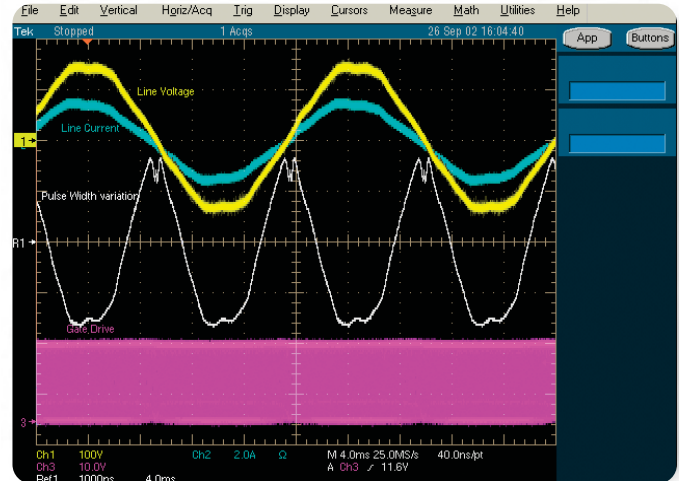 File Edit Vertical Horiz/Acq Trig Display Cursors Measure Math Utilities Help
Tek Stopped 1 Acqs 26 Sep 02 16:04:40
App Buttons
Line Voltage
Line Current
1
Pulse Width variation
R1
Gate Drive
3
Ch1 100V Ch2 2.0A Ω M 4.0ms 25.0MS/s 40.0ns/pt
Ch3 10.0V A Ch3 ∕ 11.6V
Ref1 1000ns 4.0ms